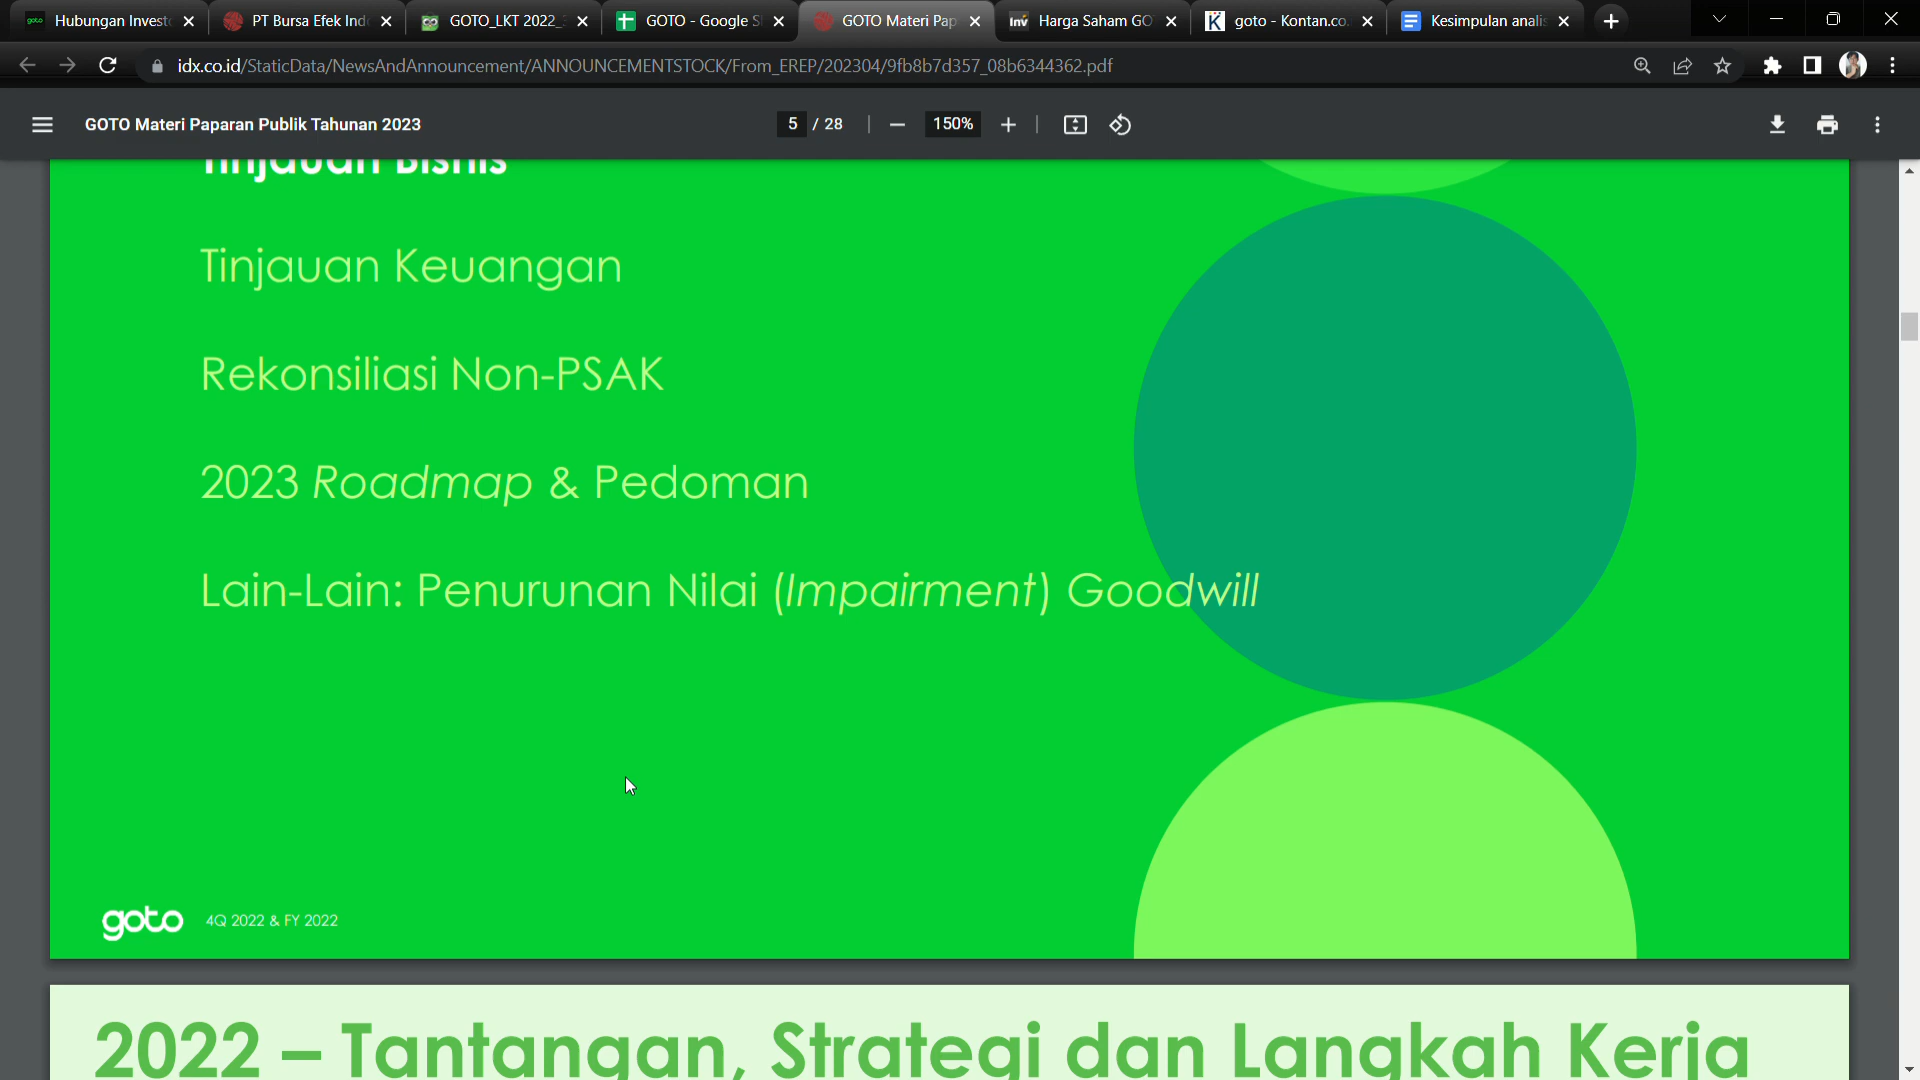 Hubungan Invest
PT Bursa Efek Ind
GOTO_LKT 2022_
GOTO - Google S
GOTO Materi Pap
Harga Saham GO
goto - Kontan.co.
Kesimpulan anali
idx.co.id/StaticData/NewsAndAnnouncement/ANNOUNCEMENTSTOCK/From_EREP/202304/9fb8b7d357_08b6344362.pdf
GOTO Materi Paparan Publik Tahunan 2023
5 / 28
150%
Tinjauan Bisnis
Tinjauan Keuangan
Rekonsiliasi Non-PSAK
2023 Roadmap & Pedoman
Lain-Lain: Penurunan Nilai (Impairment) Goodwill
goto 4Q 2022 & FY 2022
2022 – Tantangan, Strategi dan Langkah Kerja